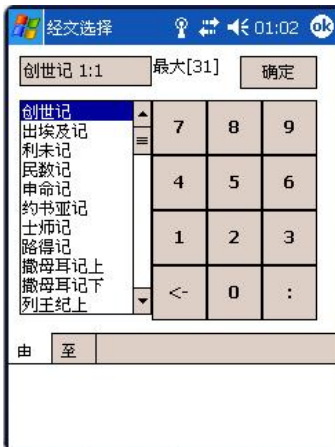 经文选择 01:02 ok
创世记 1:1 最大[31] 确定
创世记
出埃及记
利未记
民数记
申命记
约书亚记
士师记
路得记
撒母耳记上
撒母耳记下
列王纪上
7 8 9
4 5 6
1 2 3
<- 0 :
由 至